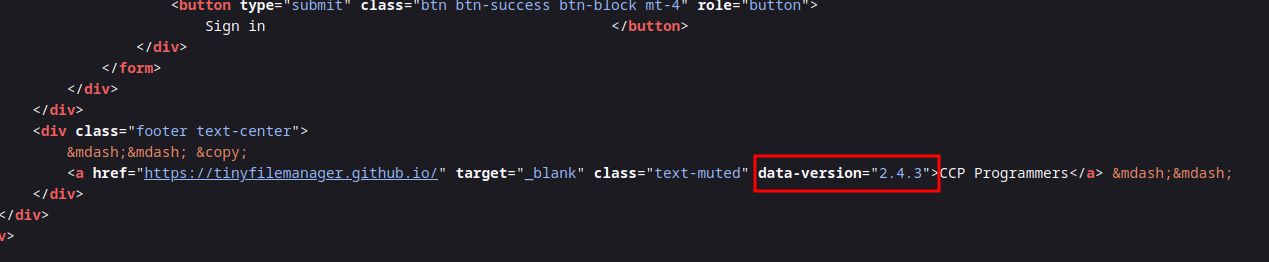 <button type="submit" class="btn btn-success btn-block mt-4" role="button">
Sign in </button>
</div>
</form>
</div>
</div>
<div class="footer text-center">
&mdash;&mdash; &copy;
<a href="https://tinyfilemanager.github.io/" target="_blank" class="text-muted" data-version="2.4.3">CCP Programmers</a> &mdash;&mdash;
</div>
</div>
v>